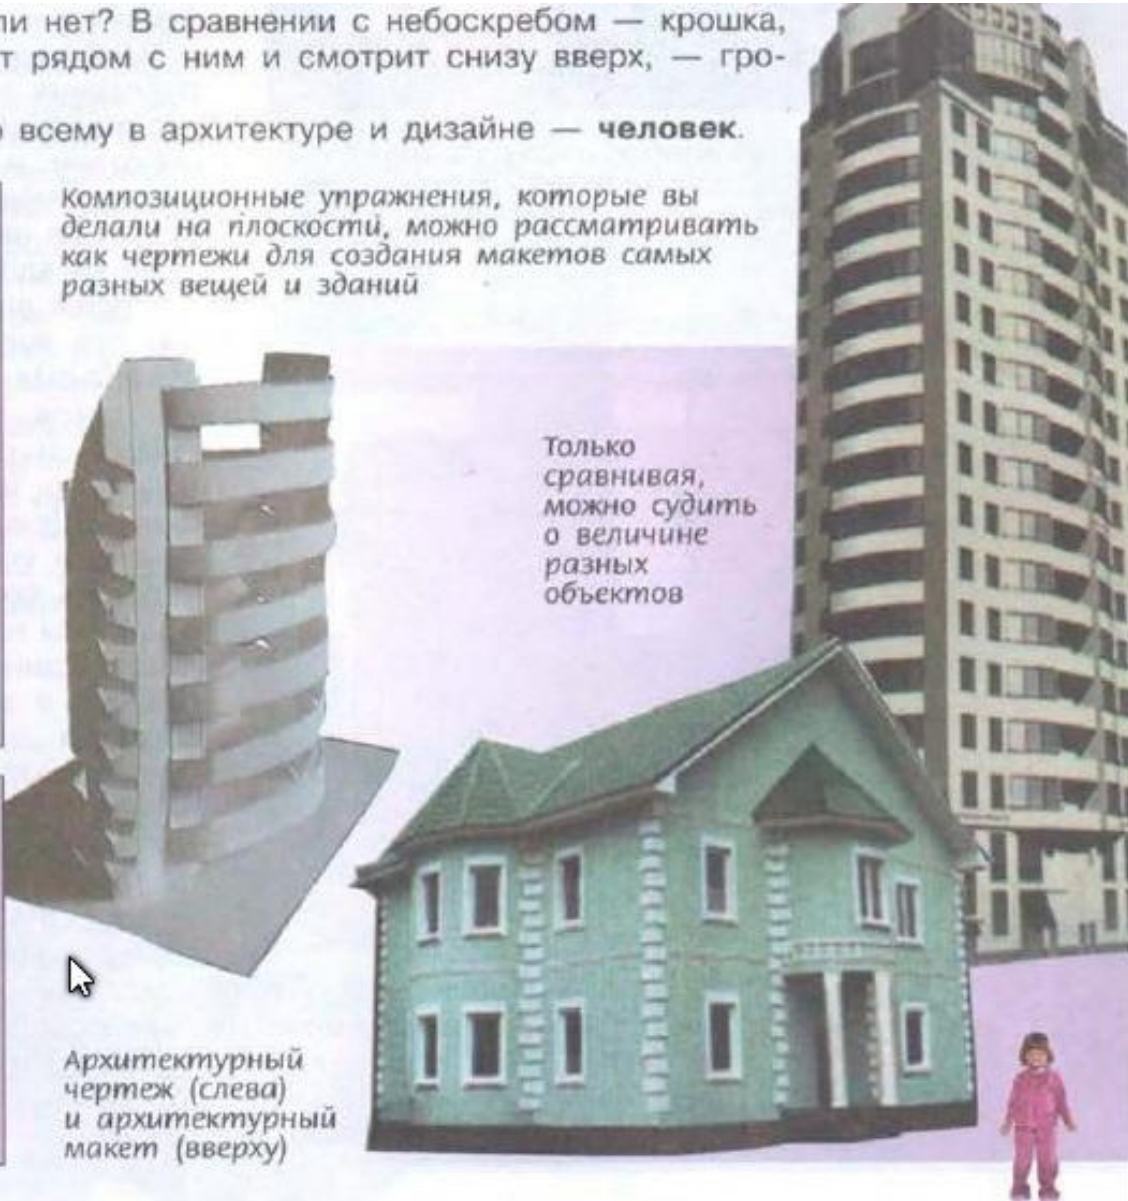 ли нет? В сравнении с небоскребом — крошка,
т рядом с ним и смотрит снизу вверх, — гро-
о всему в архитектуре и дизайне — человек.
Композиционные упражнения, которые вы
делали на плоскости, можно рассматривать
как чертежи для создания макетов самых
разных вещей и зданий
Только
сравнивая,
можно судить
о величине
разных
объектов
Архитектурный
чертеж (слева)
и архитектурный
макет (вверху)